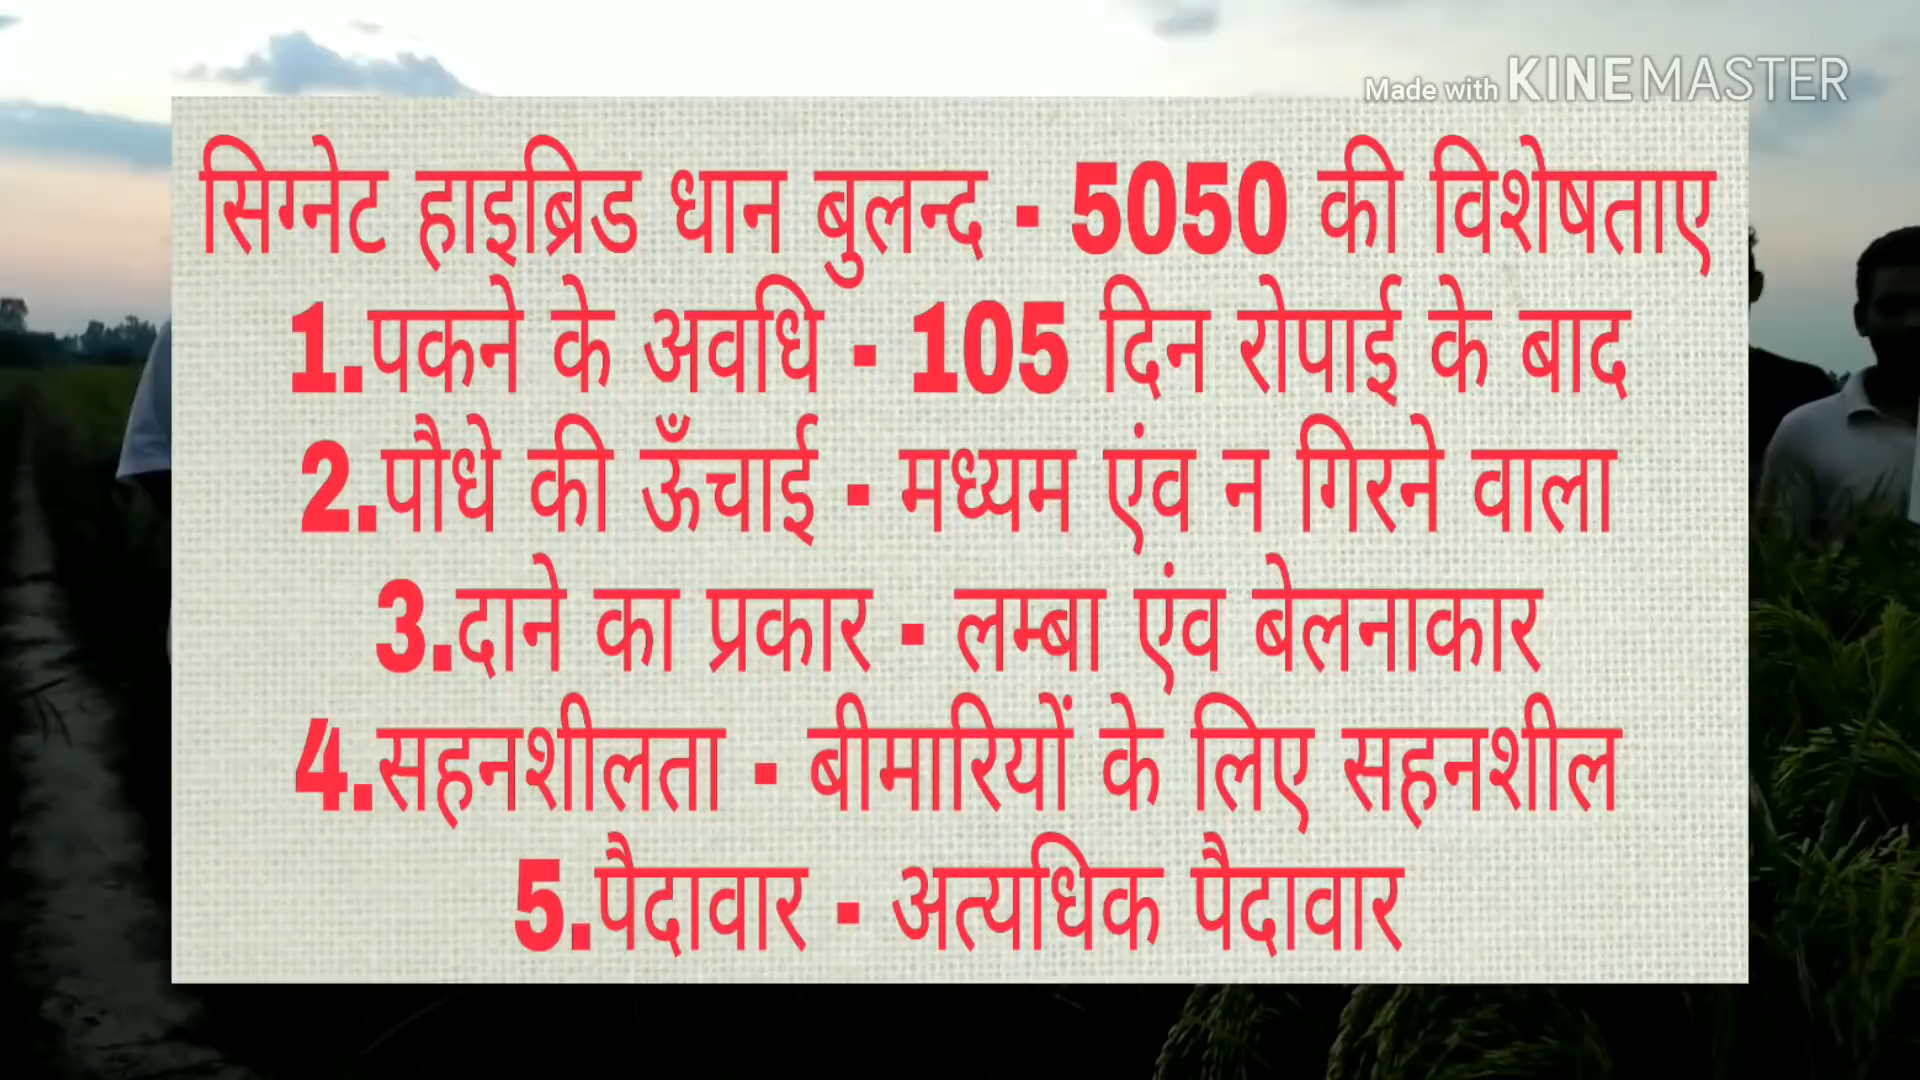 Made with KINEMASTER
सिग्नेट हाइब्रिड धान बुलन्द - 5050 की विशेषताए
1.पकने के अवधि - 105 दिन रोपाई के बाद
2.पौधे की ऊँचाई - मध्यम एंव न गिरने वाला
3.दाने का प्रकार - लम्बा एंव बेलनाकार
4.सहनशीलता - बीमारियों के लिए सहनशील
5.पैदावार - अत्यधिक पैदावार